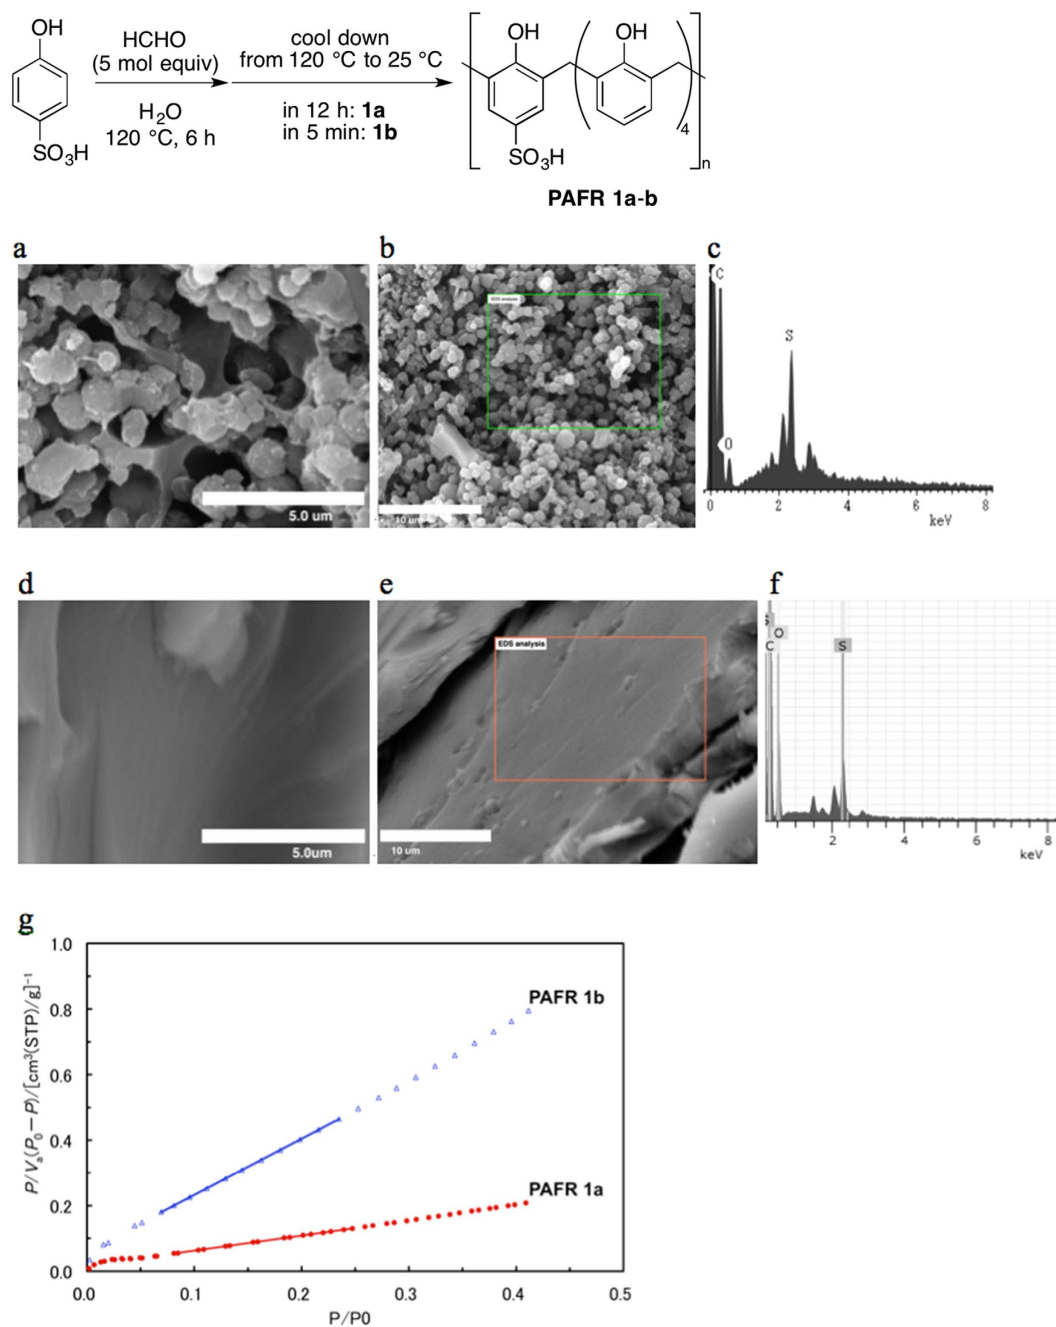 OH
SO₃H
HCHO
(5 mol equiv)
H₂O
120 °C, 6 h
cool down
from 120 °C to 25 °C
in 12 h: 1a
in 5 min: 1b
OH
OH
SO₃H
4
n
PAFR 1a-b
a
b
c
5.0 um
EDS analysis
10 um
C
O
S
0 2 4 6 8
keV
d
e
f
5.0um
EDS analysis
10 um
S
O
C
S
2 4 6 8
keV
g
1.0
0.8
0.6
0.4
0.2
0.0
P/Vₐ(P₀−P)/[cm³(STP)/g]⁻¹
PAFR 1b
PAFR 1a
0.0 0.1 0.2 0.3 0.4 0.5
P/P0